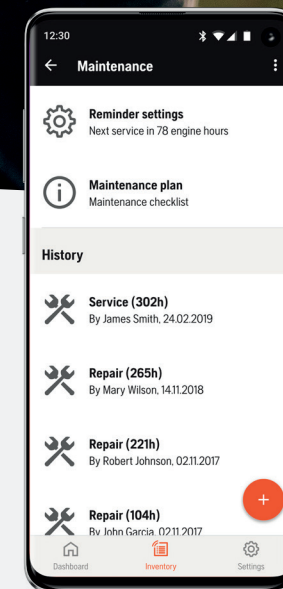 12:30
Maintenance
Reminder settings
Next service in 78 engine hours
Maintenance plan
Maintenance checklist
History
Service (302h)
By James Smith, 24.02.2019
Repair (265h)
By Mary Wilson, 14.11.2018
Repair (221h)
By Robert Johnson, 02.11.2017
Repair (104h)
By John Garcia, 02.11.2017
Dashboard
Inventory
Settings